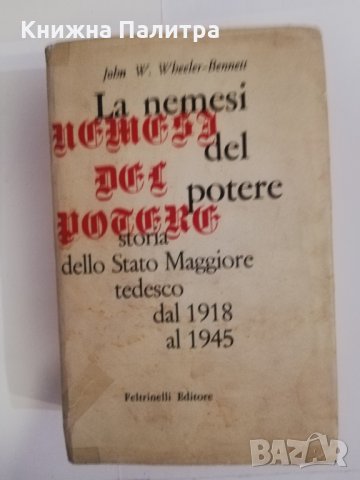 Книжна Палитра
John W. Wheeler-Bennett
La nemesi
NEMESI
del
DEL
potere
POTERE
storia
dello Stato Maggiore
tedesco
dal 1918
al 1945
Feltrinelli Editore
BAZAR